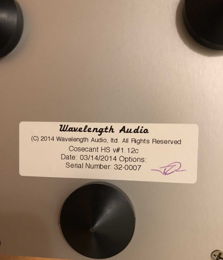 Wavelength Audio
(C) 2014 Wavelength Audio, ltd. All Rights Reserved
Cosecant HS v#1 12c
Date: 03/14/2014 Options:
Serial Number: 32-0007